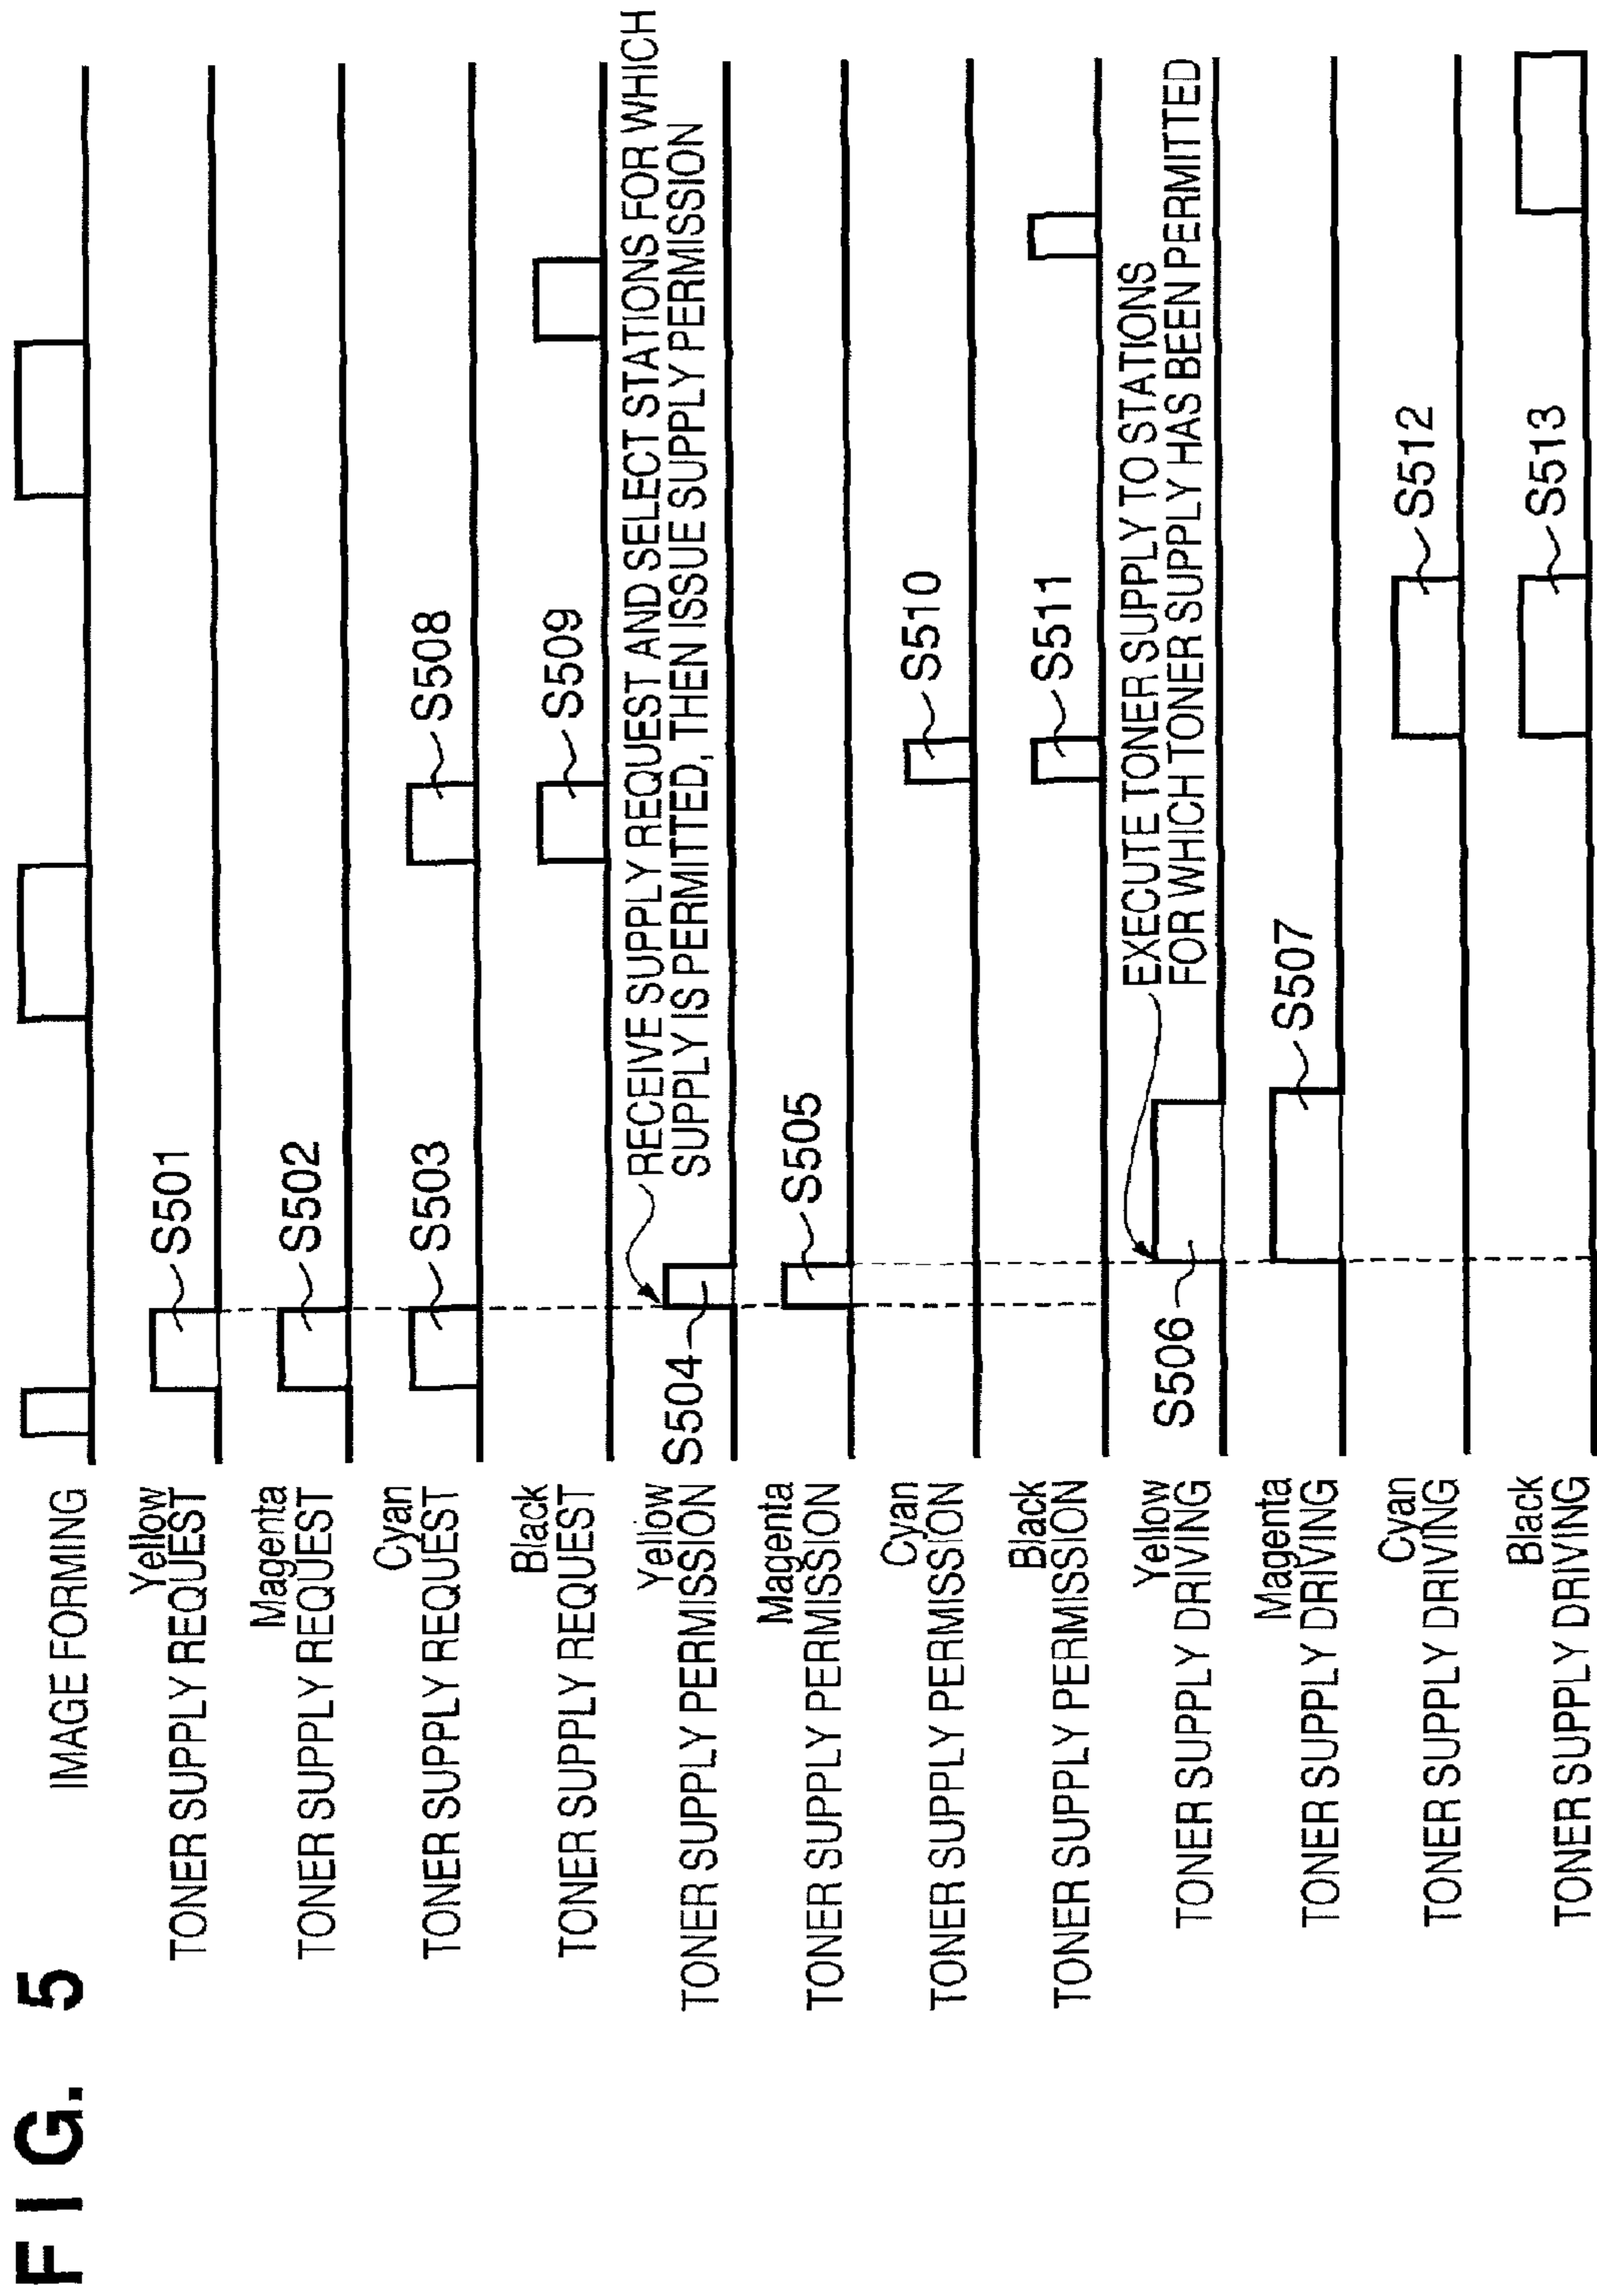 FIG. 5
IMAGE FORMING
Yellow
TONER SUPPLY REQUEST
S501
Magenta
TONER SUPPLY REQUEST
S502
Cyan
TONER SUPPLY REQUEST
S503
S508
Black
TONER SUPPLY REQUEST
S509
RECEIVE SUPPLY REQUEST AND SELECT STATIONS FOR WHICH
SUPPLY IS PERMITTED, THEN ISSUE SUPPLY PERMISSION
Yellow
TONER SUPPLY PERMISSION
S504
Magenta
TONER SUPPLY PERMISSION
S505
Cyan
TONER SUPPLY PERMISSION
S510
Black
TONER SUPPLY PERMISSION
S511
EXECUTE TONER SUPPLY TO STATIONS
FOR WHICH TONER SUPPLY HAS BEEN PERMITTED
Yellow
TONER SUPPLY DRIVING
S506
Magenta
TONER SUPPLY DRIVING
S507
Cyan
TONER SUPPLY DRIVING
S512
Black
TONER SUPPLY DRIVING
S513